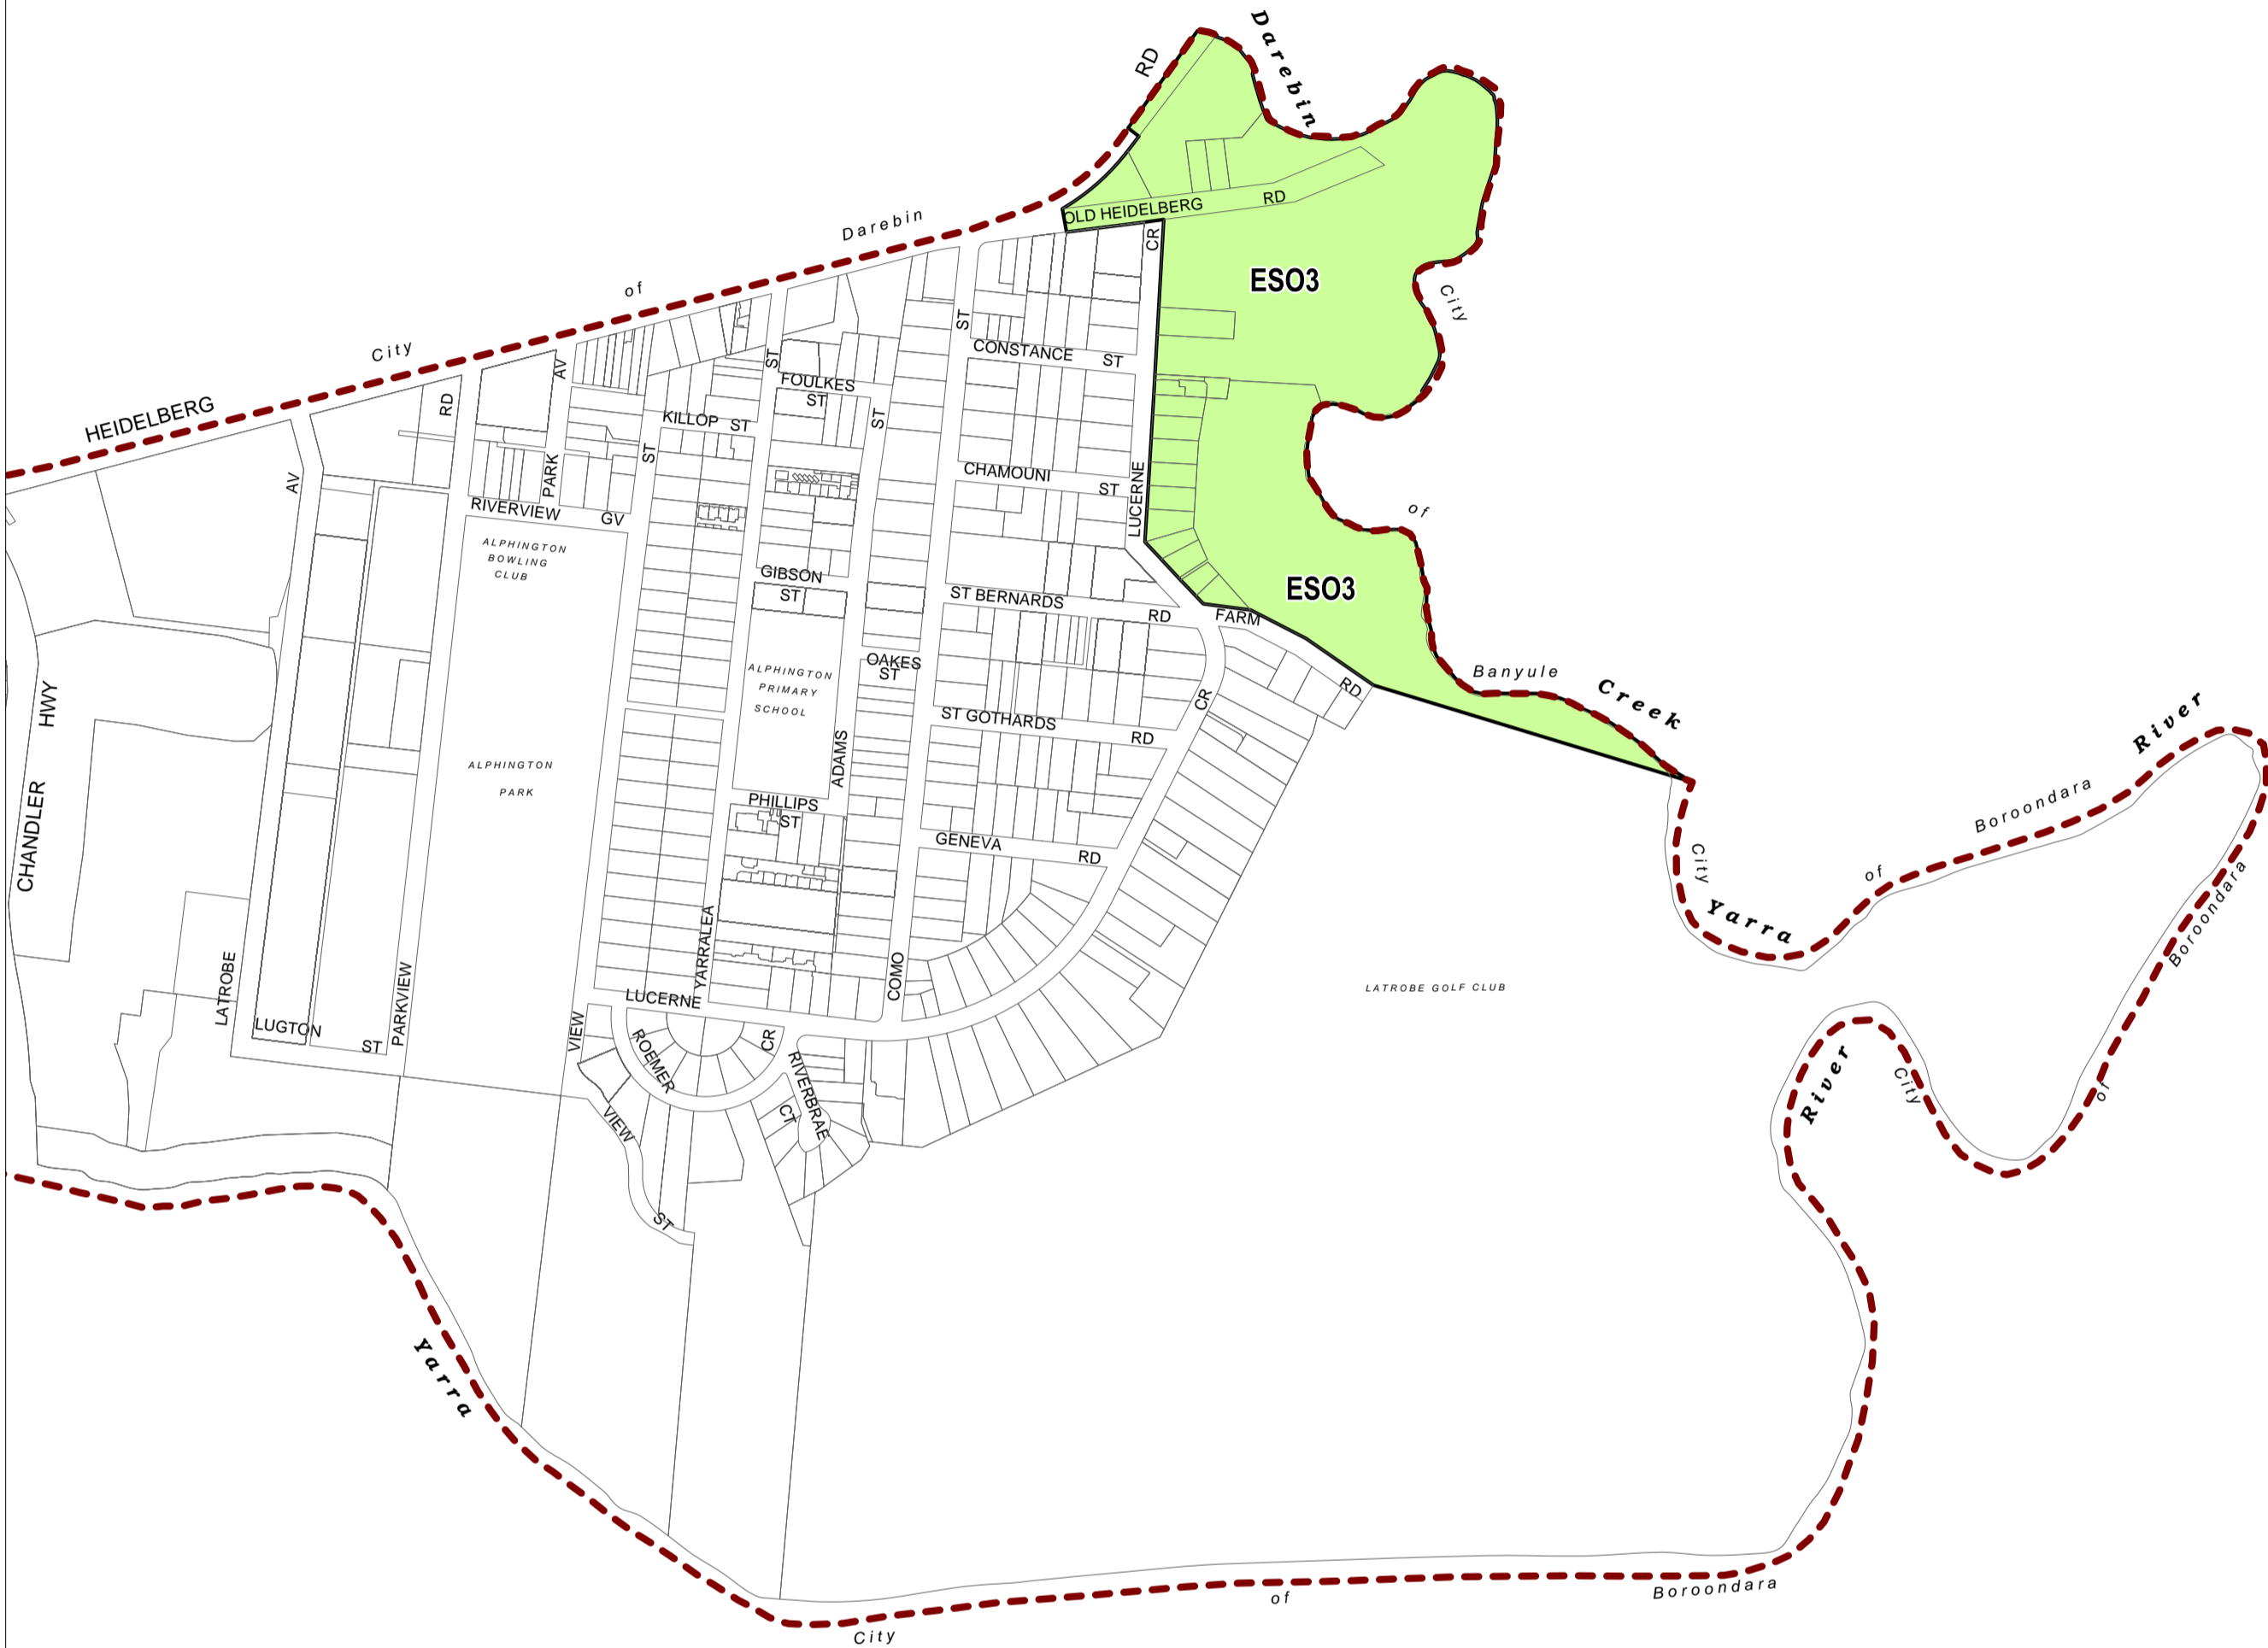 Darebin
RD
OLD HEIDELBERG
RD
Darebin
of
City
HEIDELBERG
CR
ESO3
City
ST
CONSTANCE
ST
ST
FOULKES
ST
AV
RD
KILLOP
ST
ST
ST
AV
PARK
CHAMOUNI
ST
LUCERNE
RIVERVIEW
GV
of
ALPHINGTON
BOWLING
CLUB
GIBSON
ST
ESO3
ST BERNARDS
RD
FARM
RD
OAKES
ST
ALPHINGTON
PRIMARY
SCHOOL
Banyule
Creek
CR
ST GOTHARDS
RD
HWY
CHANDLER
ALPHINGTON
PARK
ADAMS
PHILLIPS
ST
GENEVA
RD
River
Boroondara
of
City
Yarra
Boroondara
YARRALEA
COMO
LATROBE
PARKVIEW
LUCERNE
LATROBE GOLF CLUB
LUGTON
ST
VIEW
ROEMER
CR
RIVERBRAE
CT
VIEW
ST
River
City
of
Yarra
City
of
Boroondara